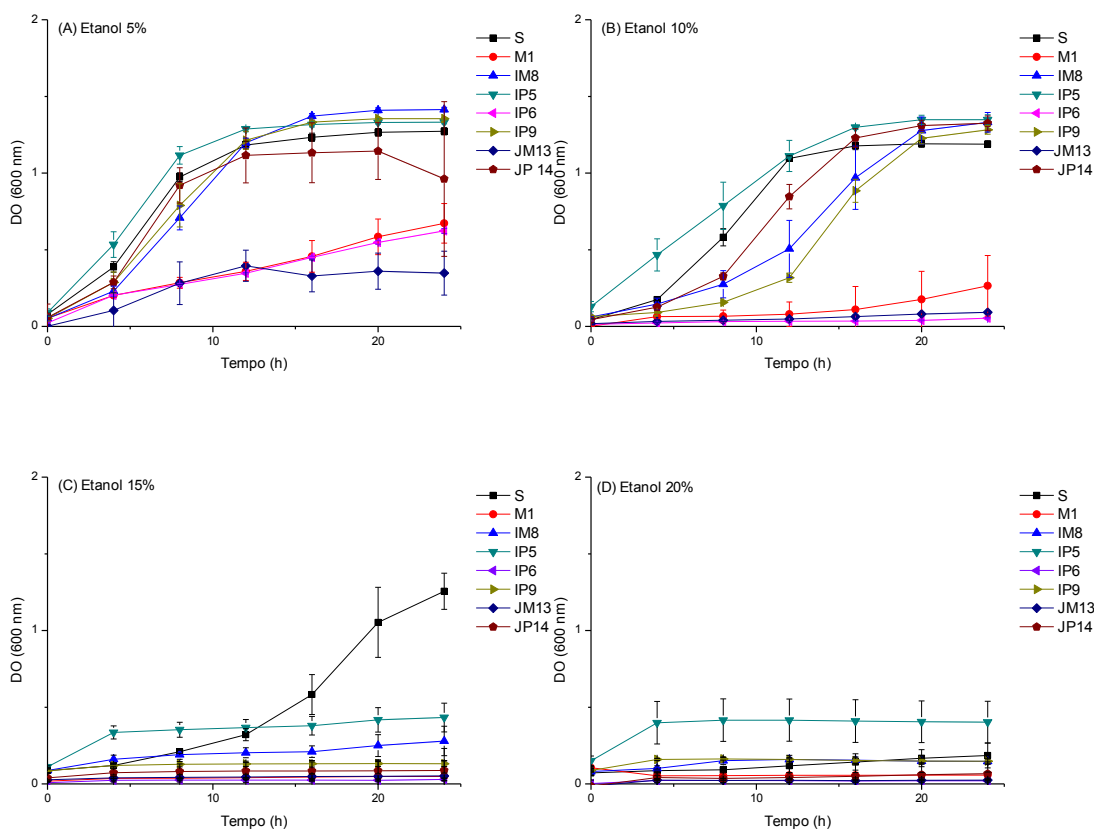 (A) Etanol 5%
S
M1
IM8
IP5
IP6
IP9
JM13
JP 14
2
1
0
DO (600 nm)
0
10
20
Tempo (h)
(B) Etanol 10%
S
M1
IM8
IP5
IP6
IP9
JM13
JP14
2
1
0
DO (600 nm)
0
10
20
Tempo (h)
(C) Etanol 15%
S
M1
IM8
IP5
IP6
IP9
JM13
JP14
2
1
0
DO (600 nm)
0
10
20
Tempo (h)
(D) Etanol 20%
S
M1
IM8
IP5
IP6
IP9
JM13
JP14
2
1
0
DO (600 nm)
0
10
20
Tempo (h)